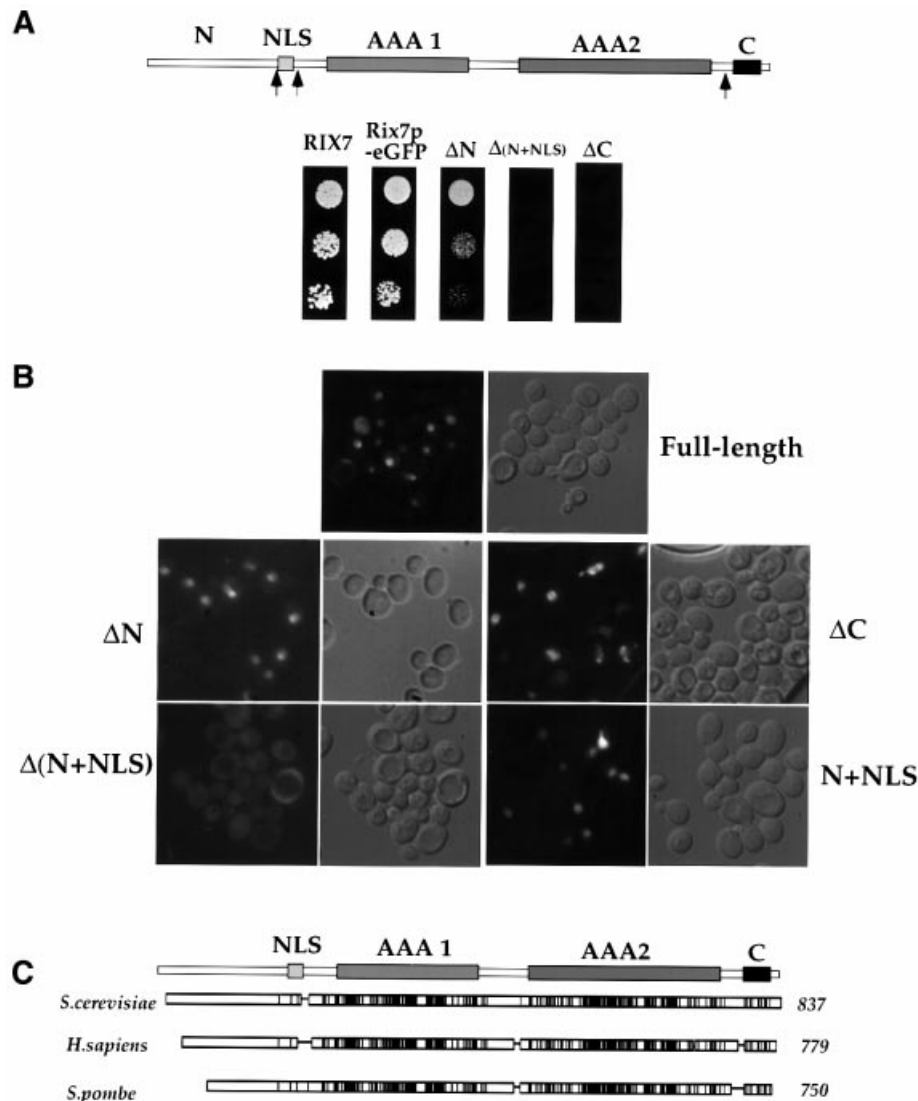 A
N NLS AAA 1 AAA2 C
RIX7 Rix7p-eGFP ΔN Δ(N+NLS) ΔC
B
Full-length
ΔN ΔC
Δ(N+NLS) N+NLS
C
NLS AAA 1 AAA2 C
S.cerevisiae 837
H.sapiens 779
S.pombe 750